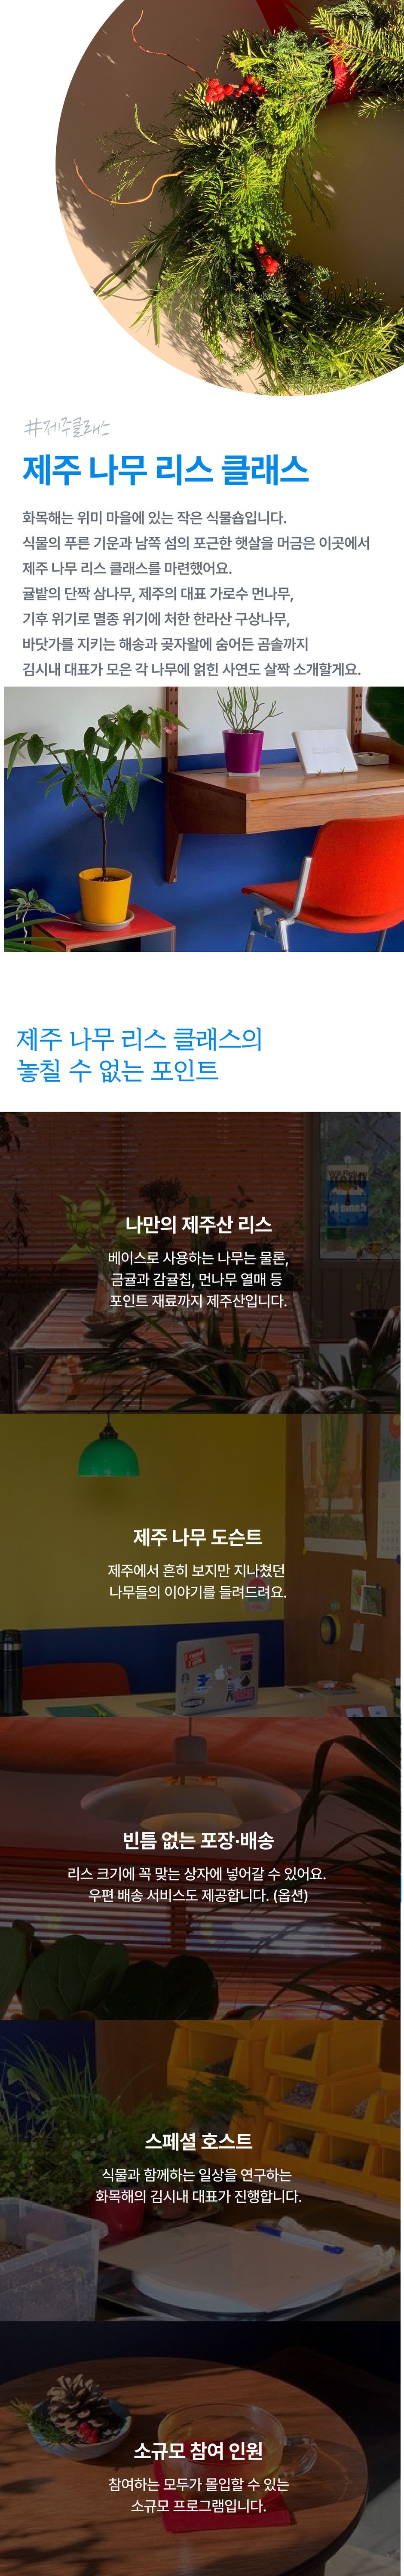 #제주클래스
제주 나무 리스 클래스
화목해는 위미 마을에 있는 작은 식물숍입니다.
식물의 푸른 기운과 남쪽 섬의 포근한 햇살을 머금은 이곳에서
제주 나무 리스 클래스를 마련했어요.
귤밭의 단짝 삼나무, 제주의 대표 가로수 먼나무,
기후 위기로 멸종 위기에 처한 한라산 구상나무,
바닷가를 지키는 해송과 곶자왈에 숨어든 곰솔까지
김시내 대표가 모은 각 나무에 얽힌 사연도 살짝 소개할게요.
제주 나무 리스 클래스의
놓칠 수 없는 포인트
나만의 제주산 리스
베이스로 사용하는 나무는 물론,
금귤과 감귤칩, 먼나무 열매 등
포인트 재료까지 제주산입니다.
제주 나무 도슨트
제주에서 흔히 보지만 지나쳤던
나무들의 이야기를 들려드려요.
빈틈 없는 포장·배송
리스 크기에 꼭 맞는 상자에 넣어갈 수 있어요.
우편 배송 서비스도 제공합니다. (옵션)
스페셜 호스트
식물과 함께하는 일상을 연구하는
화목해의 김시내 대표가 진행합니다.
소규모 참여 인원
참여하는 모두가 몰입할 수 있는
소규모 프로그램입니다.